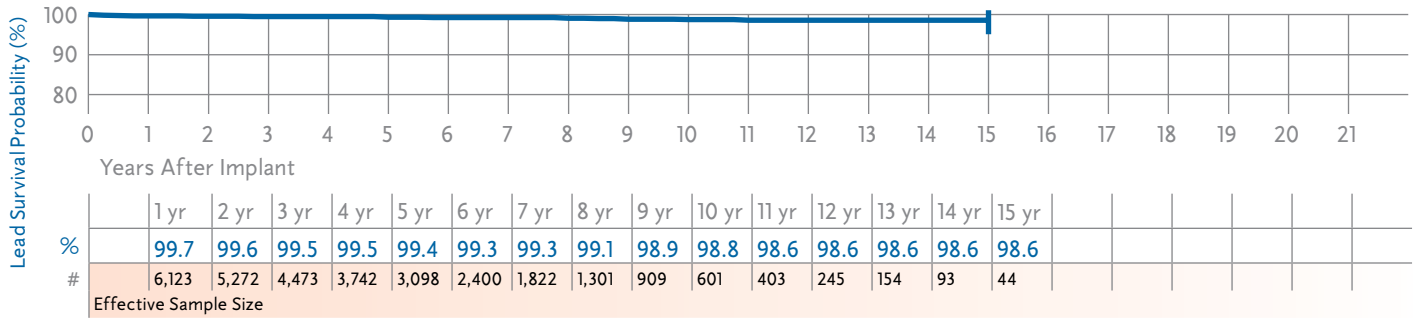 Lead Survival Probability (%)
100
90
80
0 1 2 3 4 5 6 7 8 9 10 11 12 13 14 15 16 17 18 19 20 21
Years After Implant
1 yr 2 yr 3 yr 4 yr 5 yr 6 yr 7 yr 8 yr 9 yr 10 yr 11 yr 12 yr 13 yr 14 yr 15 yr
% 99.7 99.6 99.5 99.5 99.4 99.3 99.3 99.1 98.9 98.8 98.6 98.6 98.6 98.6 98.6
# 6,123 5,272 4,473 3,742 3,098 2,400 1,822 1,301 909 601 403 245 154 93 44
Effective Sample Size